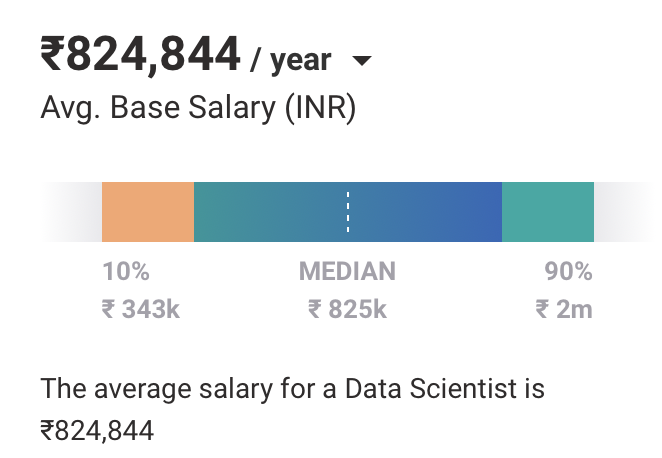 ₹824,844 / year
Avg. Base Salary (INR)
10% MEDIAN 90%
₹ 343k ₹ 825k ₹ 2m
The average salary for a Data Scientist is
₹824,844